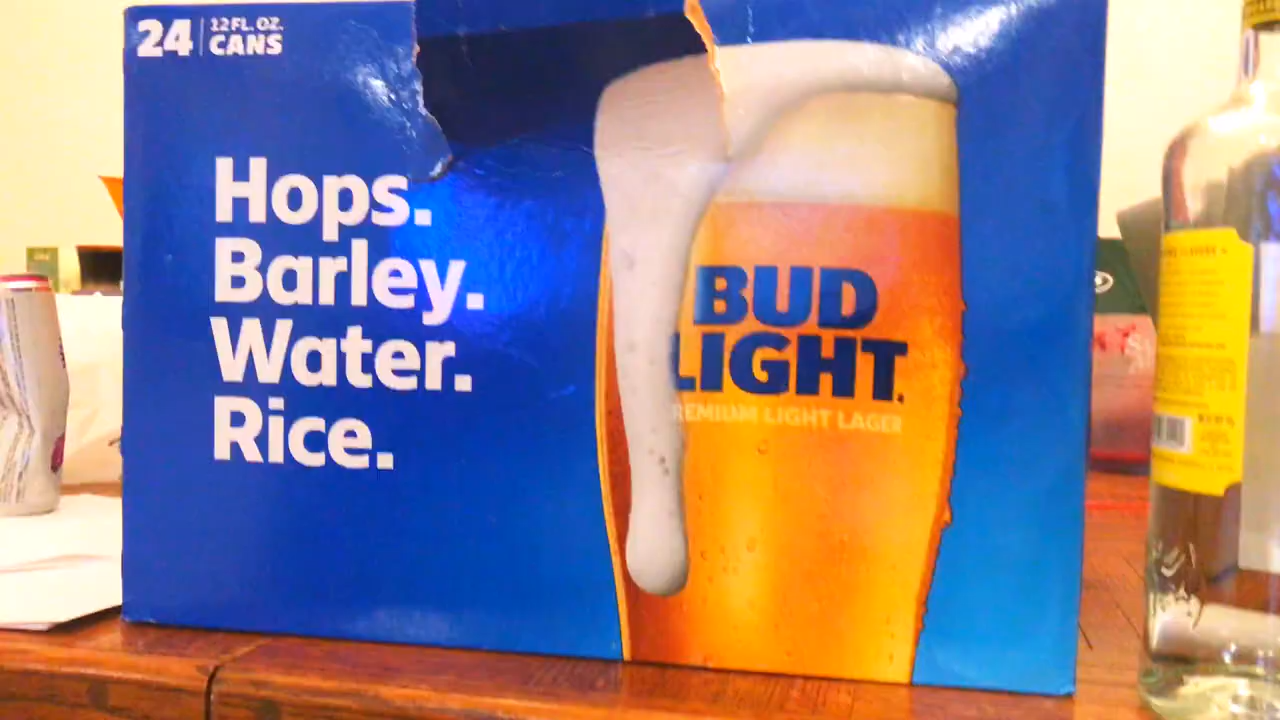 24
12 FL. OZ.
CANS
Hops.
Barley.
Water.
Rice.
BUD
LIGHT.
REMIUM LIGHT LAGER